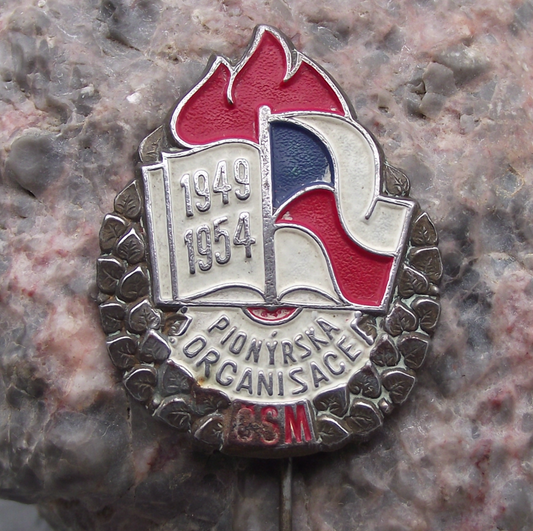 1949
1954
PIONÝRSKÁ
ORGANISACE
ČSM